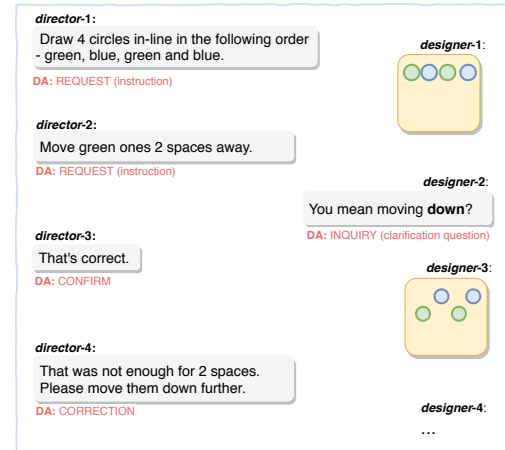 director-1:
Draw 4 circles in-line in the following order
- green, blue, green and blue.
DA: REQUEST (instruction)
designer-1:
director-2:
Move green ones 2 spaces away.
DA: REQUEST (instruction)
designer-2:
You mean moving down?
DA: INQUIRY (clarification question)
director-3:
That's correct.
DA: CONFIRM
designer-3:
director-4:
That was not enough for 2 spaces.
Please move them down further.
DA: CORRECTION
designer-4:
...